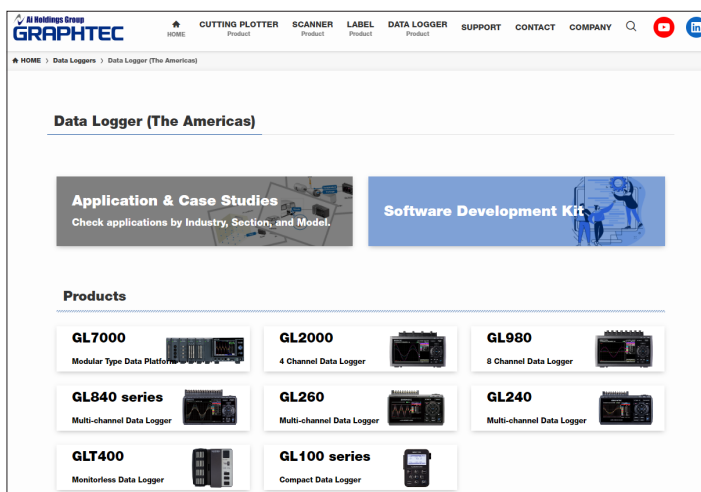 Ai Holdings Group
GRAPHTEC
HOME
CUTTING PLOTTER
Product
SCANNER
Product
LABEL
Product
DATA LOGGER
Product
SUPPORT
CONTACT
COMPANY
in
HOME > Data Loggers > Data Logger (The Americas)
Data Logger (The Americas)
Application & Case Studies
Check applications by Industry, Section, and Model.
Software Development Kit
Products
GL7000
Modular Type Data Platform
GL2000
4 Channel Data Logger
GL980
8 Channel Data Logger
GL840 series
Multi-channel Data Logger
GL260
Multi-channel Data Logger
GL240
Multi-channel Data Logger
GLT400
Monitorless Data Logger
GL100 series
Compact Data Logger